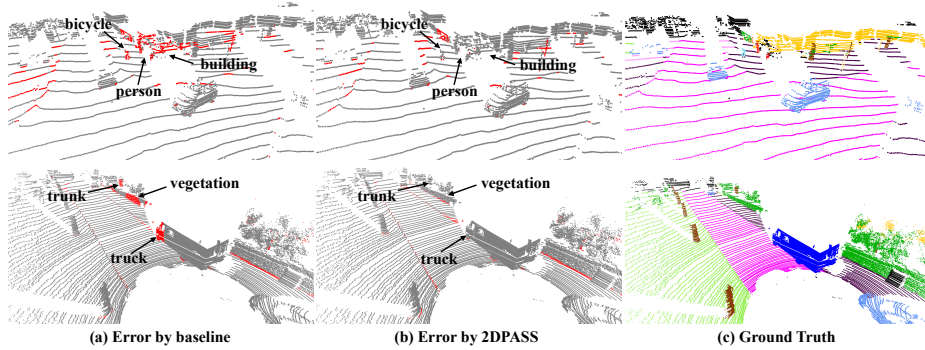 bicycle
building
person
bicycle
building
person
trunk
vegetation
truck
trunk
vegetation
truck
(a) Error by baseline
(b) Error by 2DPASS
(c) Ground Truth